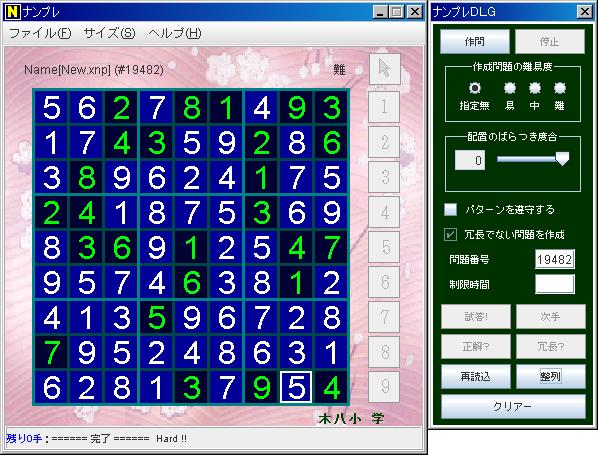 ナンプレ
ファイル(F) サイズ(S) ヘルプ(H)
Name[New.xnp] (#19482) 難
5 6 2 7 8 1 4 9 3
1 7 4 3 5 9 2 8 6
3 8 9 6 2 4 1 7 5
2 4 1 8 7 5 3 6 9
8 3 6 9 1 2 5 4 7
9 5 7 4 6 3 8 1 2
4 1 3 5 9 6 7 2 8
7 9 5 2 4 8 6 3 1
6 2 8 1 3 7 9 5 4
1
2
3
4
5
6
7
8
9
木八小 学
残り0手 : ====== 完了 ====== Hard !!
ナンプレDLG
作問 停止
作成問題の難易度
指定無 易 中 難
配置のばらつき度合
0
パターンを遵守する
冗長でない問題を作成
問題番号 19482
制限時間
試答! 次手
正解? 冗長?
再読込 整列
クリアー